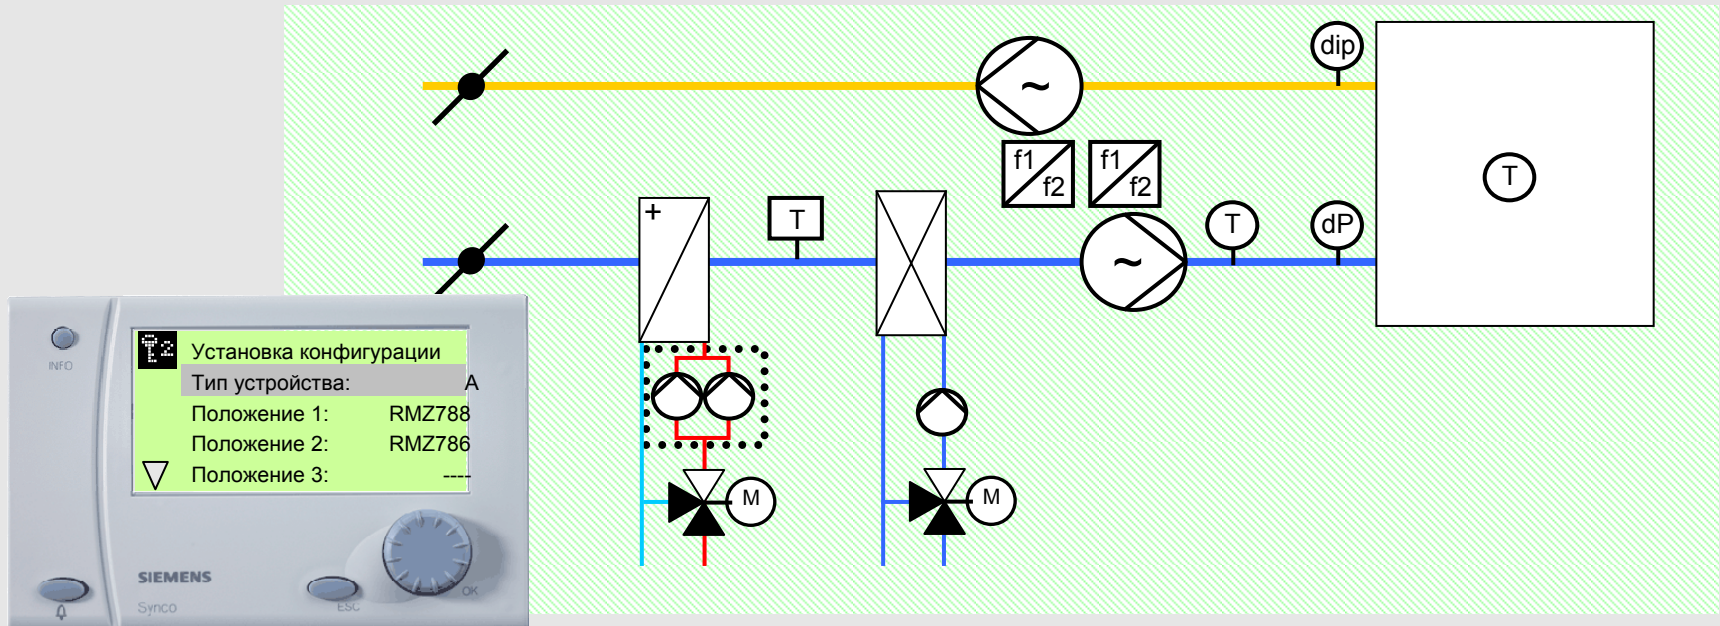 dip
~
f1
f2
f1
f2
T
+
T
T
dP
~
INFO
2
Установка конфигурации
Тип устройства: A
Положение 1: RMZ788
Положение 2: RMZ786
Положение 3: ----
M
M
SIEMENS
Synco
ESC
OK